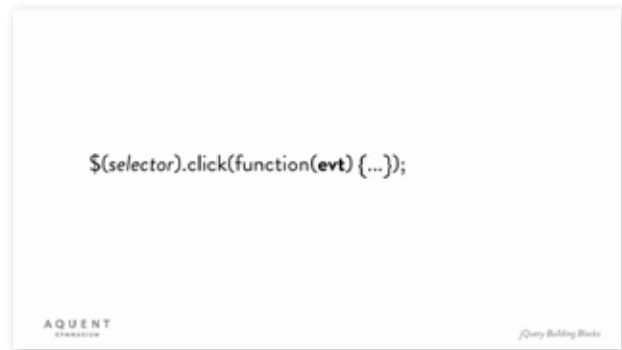 $(selector).click(function(evt) {...});
AQUENT
GYMNASIUM
jQuery Building Blocks